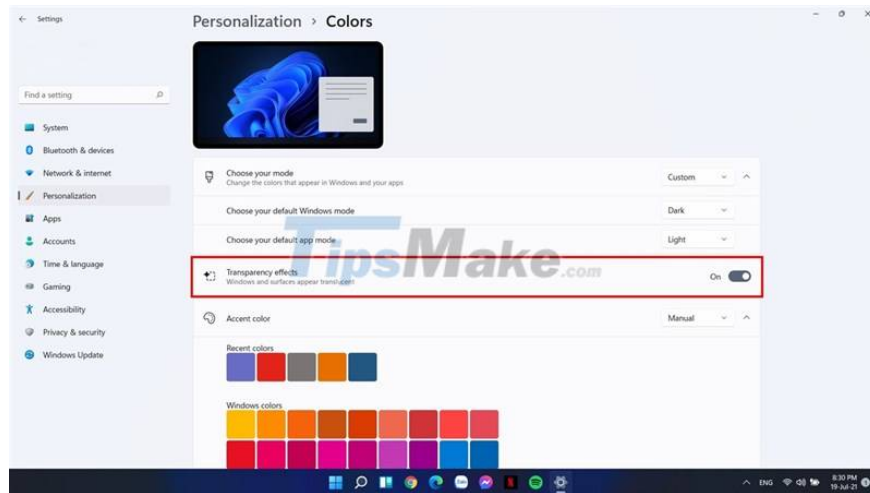 ← Settings
Personalization › Colors
Find a setting
System
Bluetooth & devices
Network & internet
Personalization
Apps
Accounts
Time & language
Gaming
Accessibility
Privacy & security
Windows Update
Choose your mode
Change the colors that appear in Windows and your apps
Custom
Choose your default Windows mode
Dark
Choose your default app mode
Light
TipsMake.com
Transparency effects
Windows and surfaces appear translucent
On
Accent color
Manual
Recent colors
Windows colors
ENG
8:30 PM
19-Jul-21